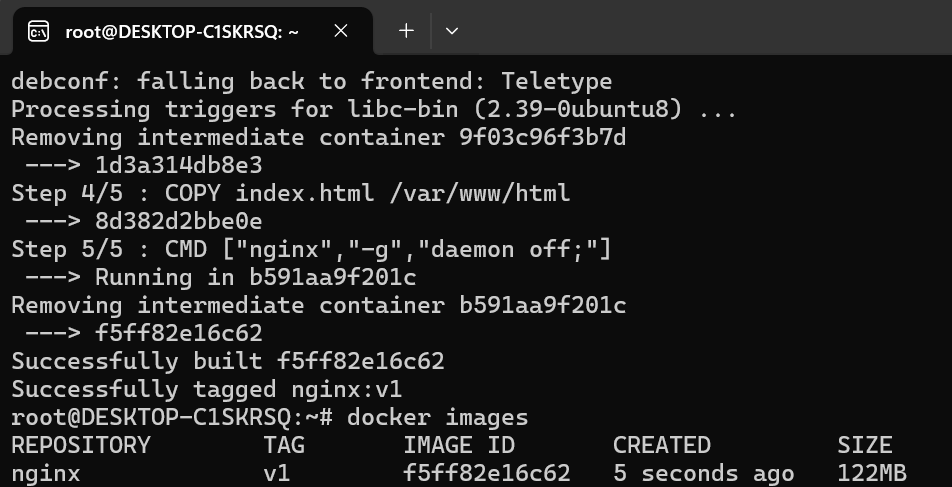 root@DESKTOP-C1SKRSQ: ~
debconf: falling back to frontend: Teletype
Processing triggers for libc-bin (2.39-0ubuntu8) ...
Removing intermediate container 9f03c96f3b7d
 ---> 1d3a314db8e3
Step 4/5 : COPY index.html /var/www/html
 ---> 8d382d2bbe0e
Step 5/5 : CMD ["nginx","-g","daemon off;"]
 ---> Running in b591aa9f201c
Removing intermediate container b591aa9f201c
 ---> f5ff82e16c62
Successfully built f5ff82e16c62
Successfully tagged nginx:v1
root@DESKTOP-C1SKRSQ:~# docker images
REPOSITORY        TAG       IMAGE ID       CREATED         SIZE
nginx             v1        f5ff82e16c62   5 seconds ago   122MB